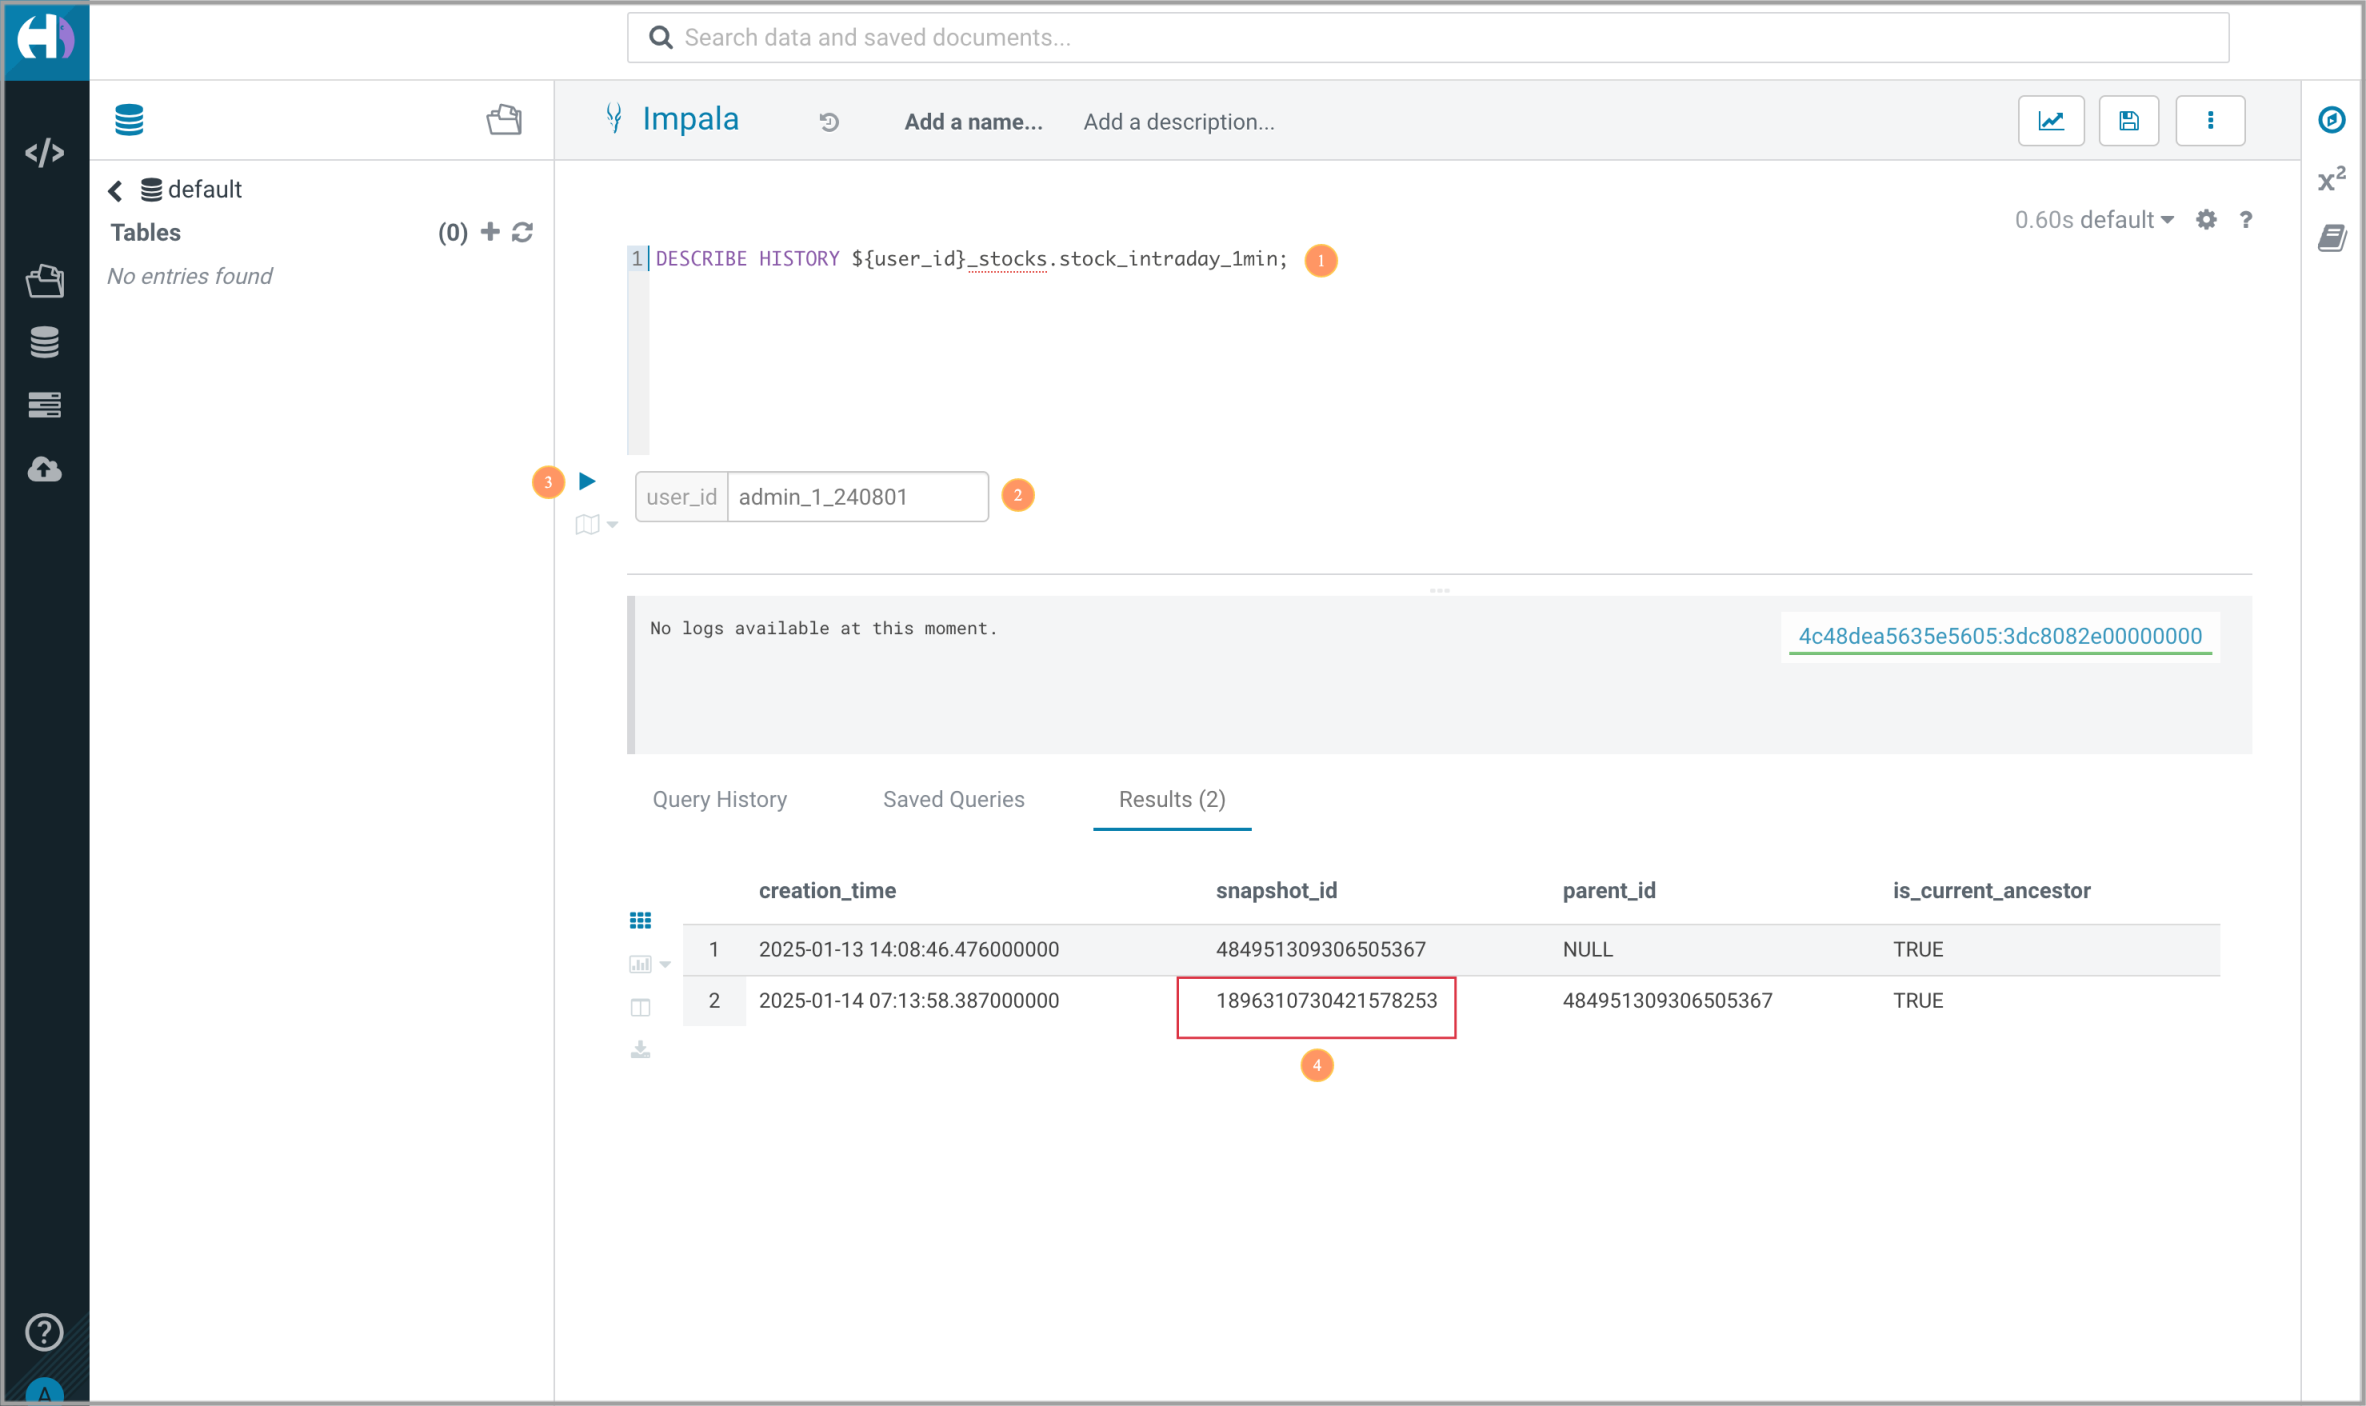 Search data and saved documents...
Impala
Add a name...
Add a description...
default
Tables
(0)
No entries found
0.60s default
?
x2
1 DESCRIBE HISTORY ${user_id}_stocks.stock_intraday_1min;
1
3
user_id admin_1_240801
2
No logs available at this moment.
4c48dea5635e5605:3dc8082e00000000
Query History
Saved Queries
Results (2)
creation_time snapshot_id parent_id is_current_ancestor
1 2025-01-13 14:08:46.476000000 484951309306505367 NULL TRUE
2 2025-01-14 07:13:58.387000000 1896310730421578253 484951309306505367 TRUE
4
?
A